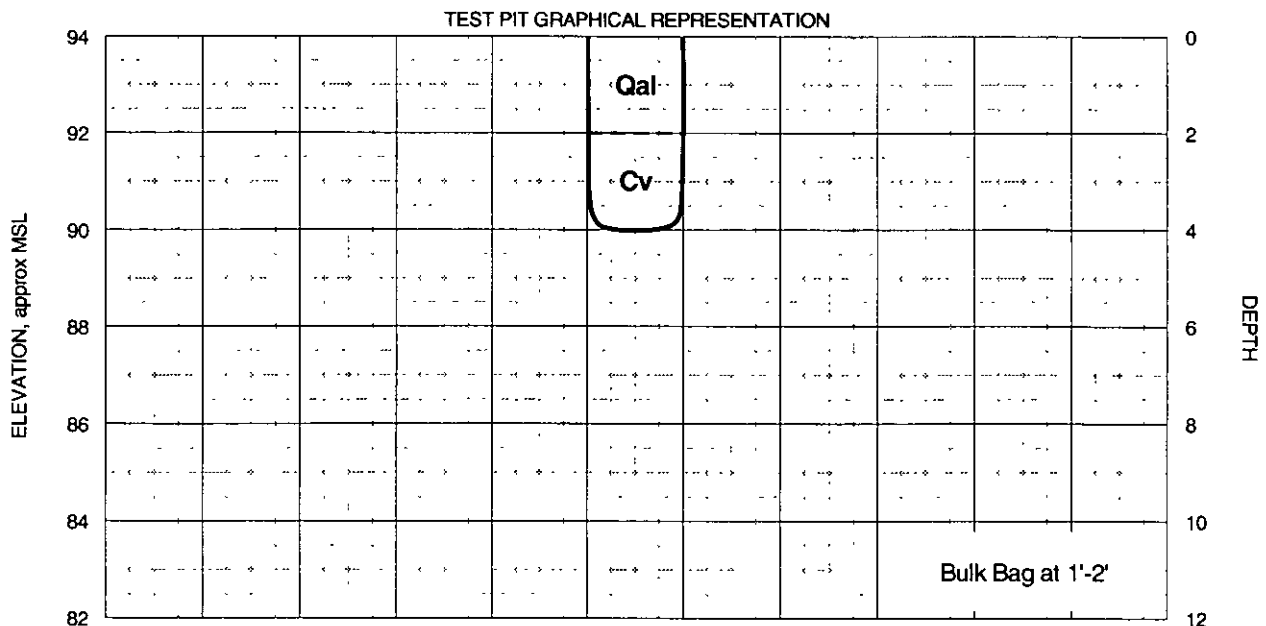 TEST PIT GRAPHICAL REPRESENTATION
94 0
Qal
92 2
Cv
90 4
88 6
86 8
84 10
Bulk Bag at 1'-2'
82 12
ELEVATION, approx MSL
DEPTH